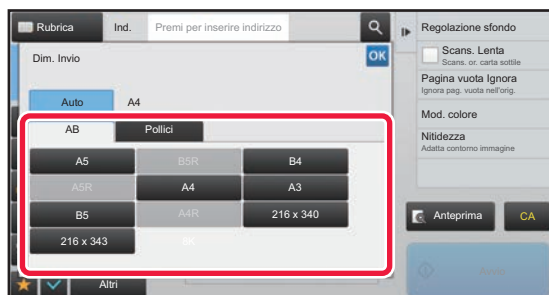 Rubrica
Ind.
Premi per inserire indirizzo
Dim. Invio
OK
Auto
A4
AB
Pollici
A5
B5R
B4
A5R
A4
A3
B5
A4R
216 x 340
216 x 343
8K
Altri
Regolazione sfondo
Scans. Lenta
Scans. or. carta sottile
Pagina vuota Ignora
Ignora pag. vuota nell'orig.
Mod. colore
Nitidezza
Adatta contorno immagine
Anteprima
CA
Avvio